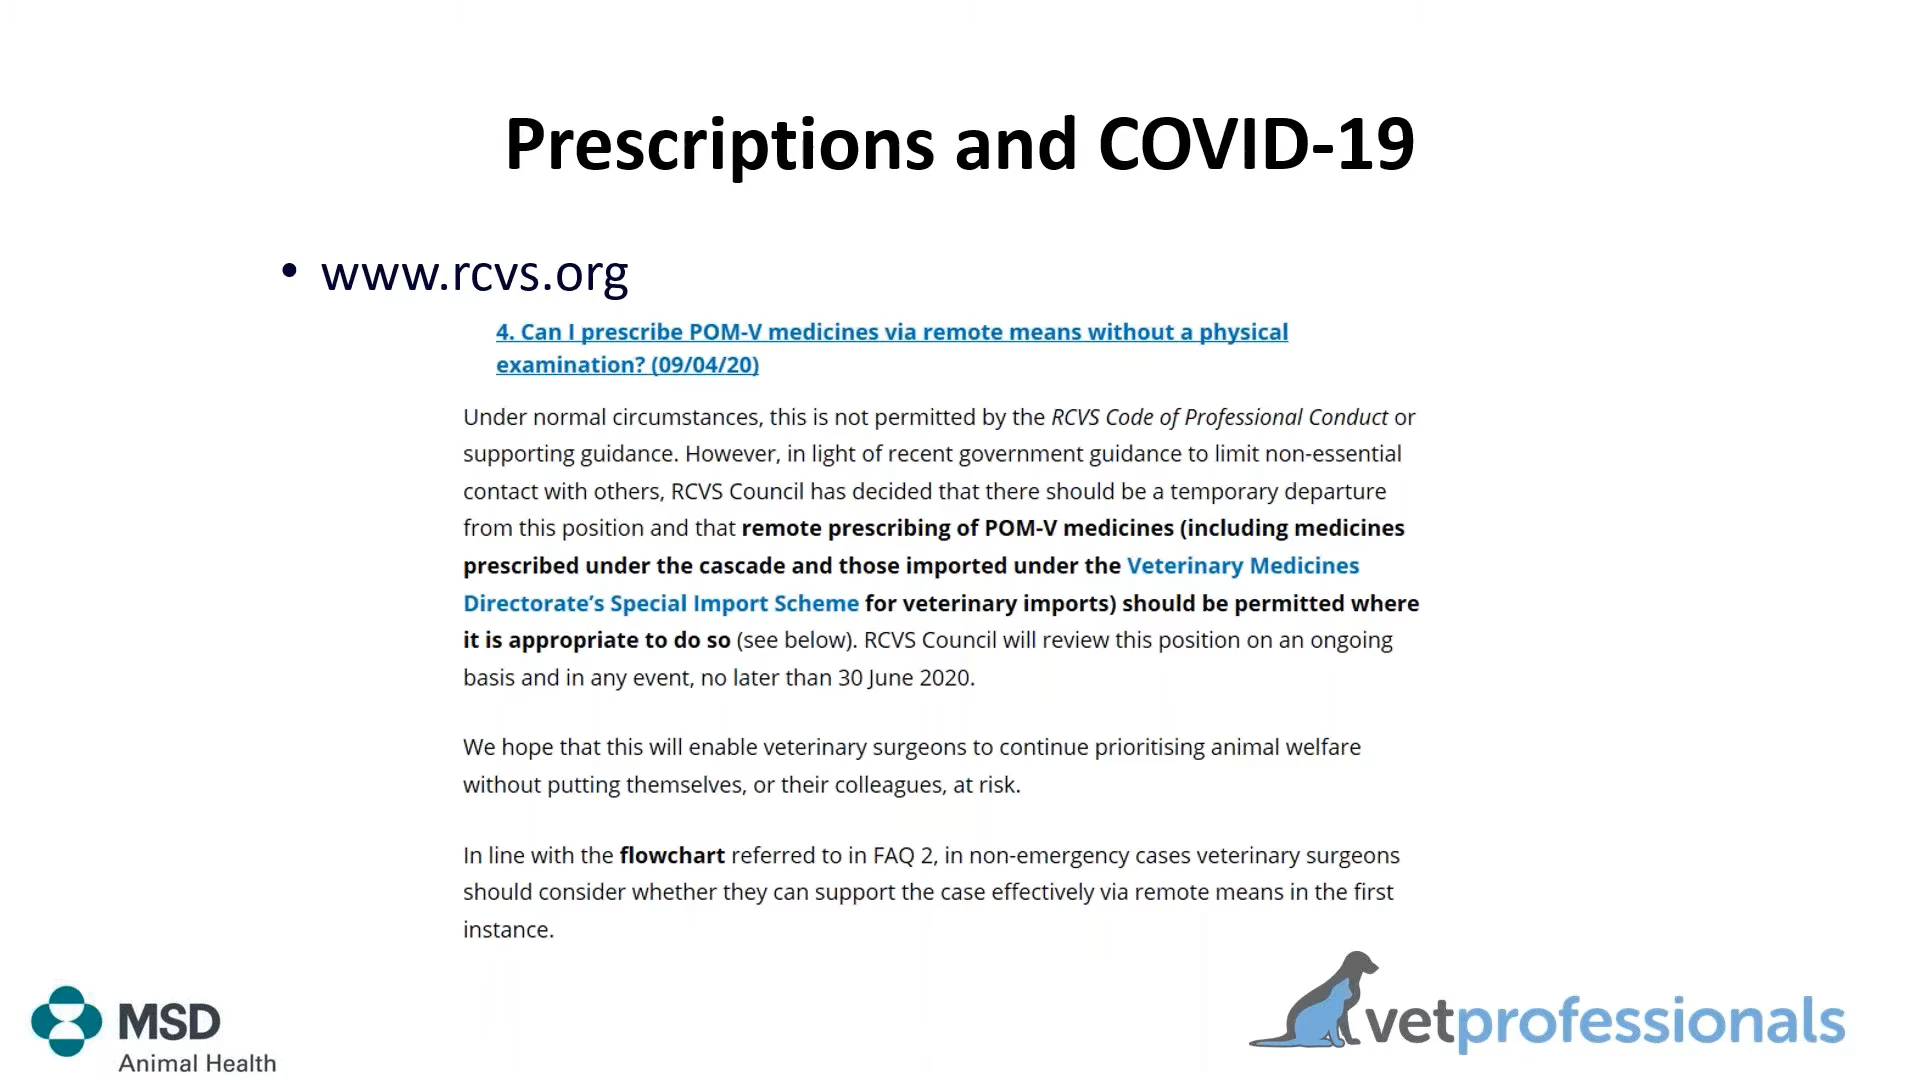 Prescriptions and COVID-19
• www.rcvs.org
4. Can I prescribe POM-V medicines via remote means without a physical
examination? (09/04/20)
Under normal circumstances, this is not permitted by the RCVS Code of Professional Conduct or
supporting guidance. However, in light of recent government guidance to limit non-essential
contact with others, RCVS Council has decided that there should be a temporary departure
from this position and that remote prescribing of POM-V medicines (including medicines
prescribed under the cascade and those imported under the Veterinary Medicines
Directorate’s Special Import Scheme for veterinary imports) should be permitted where
it is appropriate to do so (see below). RCVS Council will review this position on an ongoing
basis and in any event, no later than 30 June 2020.
We hope that this will enable veterinary surgeons to continue prioritising animal welfare
without putting themselves, or their colleagues, at risk.
In line with the flowchart referred to in FAQ 2, in non-emergency cases veterinary surgeons
should consider whether they can support the case effectively via remote means in the first
instance.
MSD
Animal Health
vetprofessionals